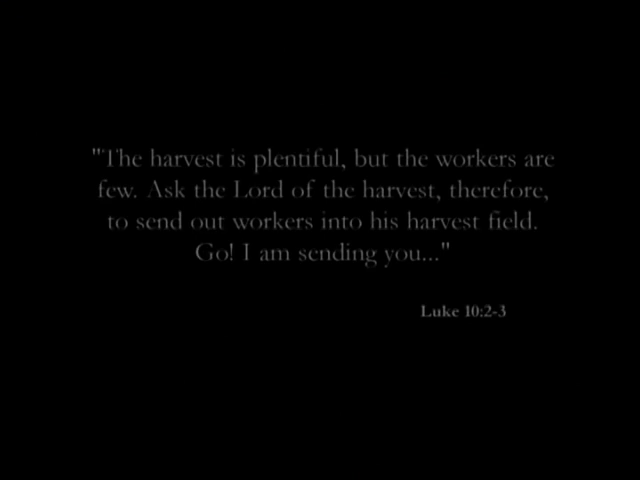 "The harvest is plentiful, but the workers are
few. Ask the Lord of the harvest, therefore,
to send out workers into his harvest field.
Go! I am sending you..."
Luke 10:2-3